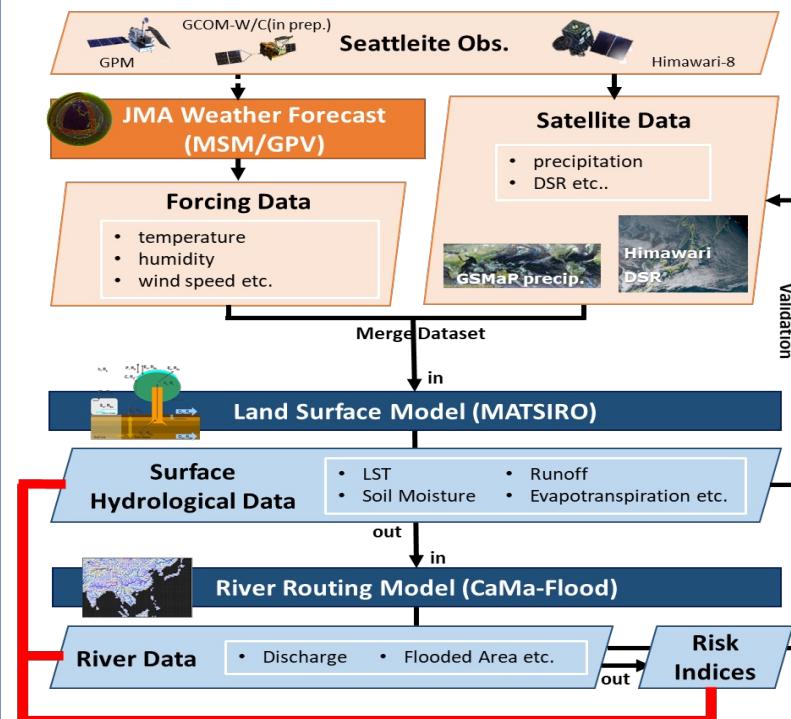 GCOM-W/C(in prep.)
Seattleite Obs.
GPM
Himawari-8
JMA Weather Forecast
(MSM/GPV)
Satellite Data
• precipitation
• DSR etc..
Forcing Data
• temperature
• humidity
• wind speed etc.
GSMaP precip.
Himawari
DSR
Validation
Merge Dataset
in
Land Surface Model (MATSIRO)
Surface
Hydrological Data
• LST
• Soil Moisture
• Runoff
• Evapotranspiration etc.
out
in
River Routing Model (CaMa-Flood)
River Data
• Discharge
• Flooded Area etc.
out
Risk
Indices